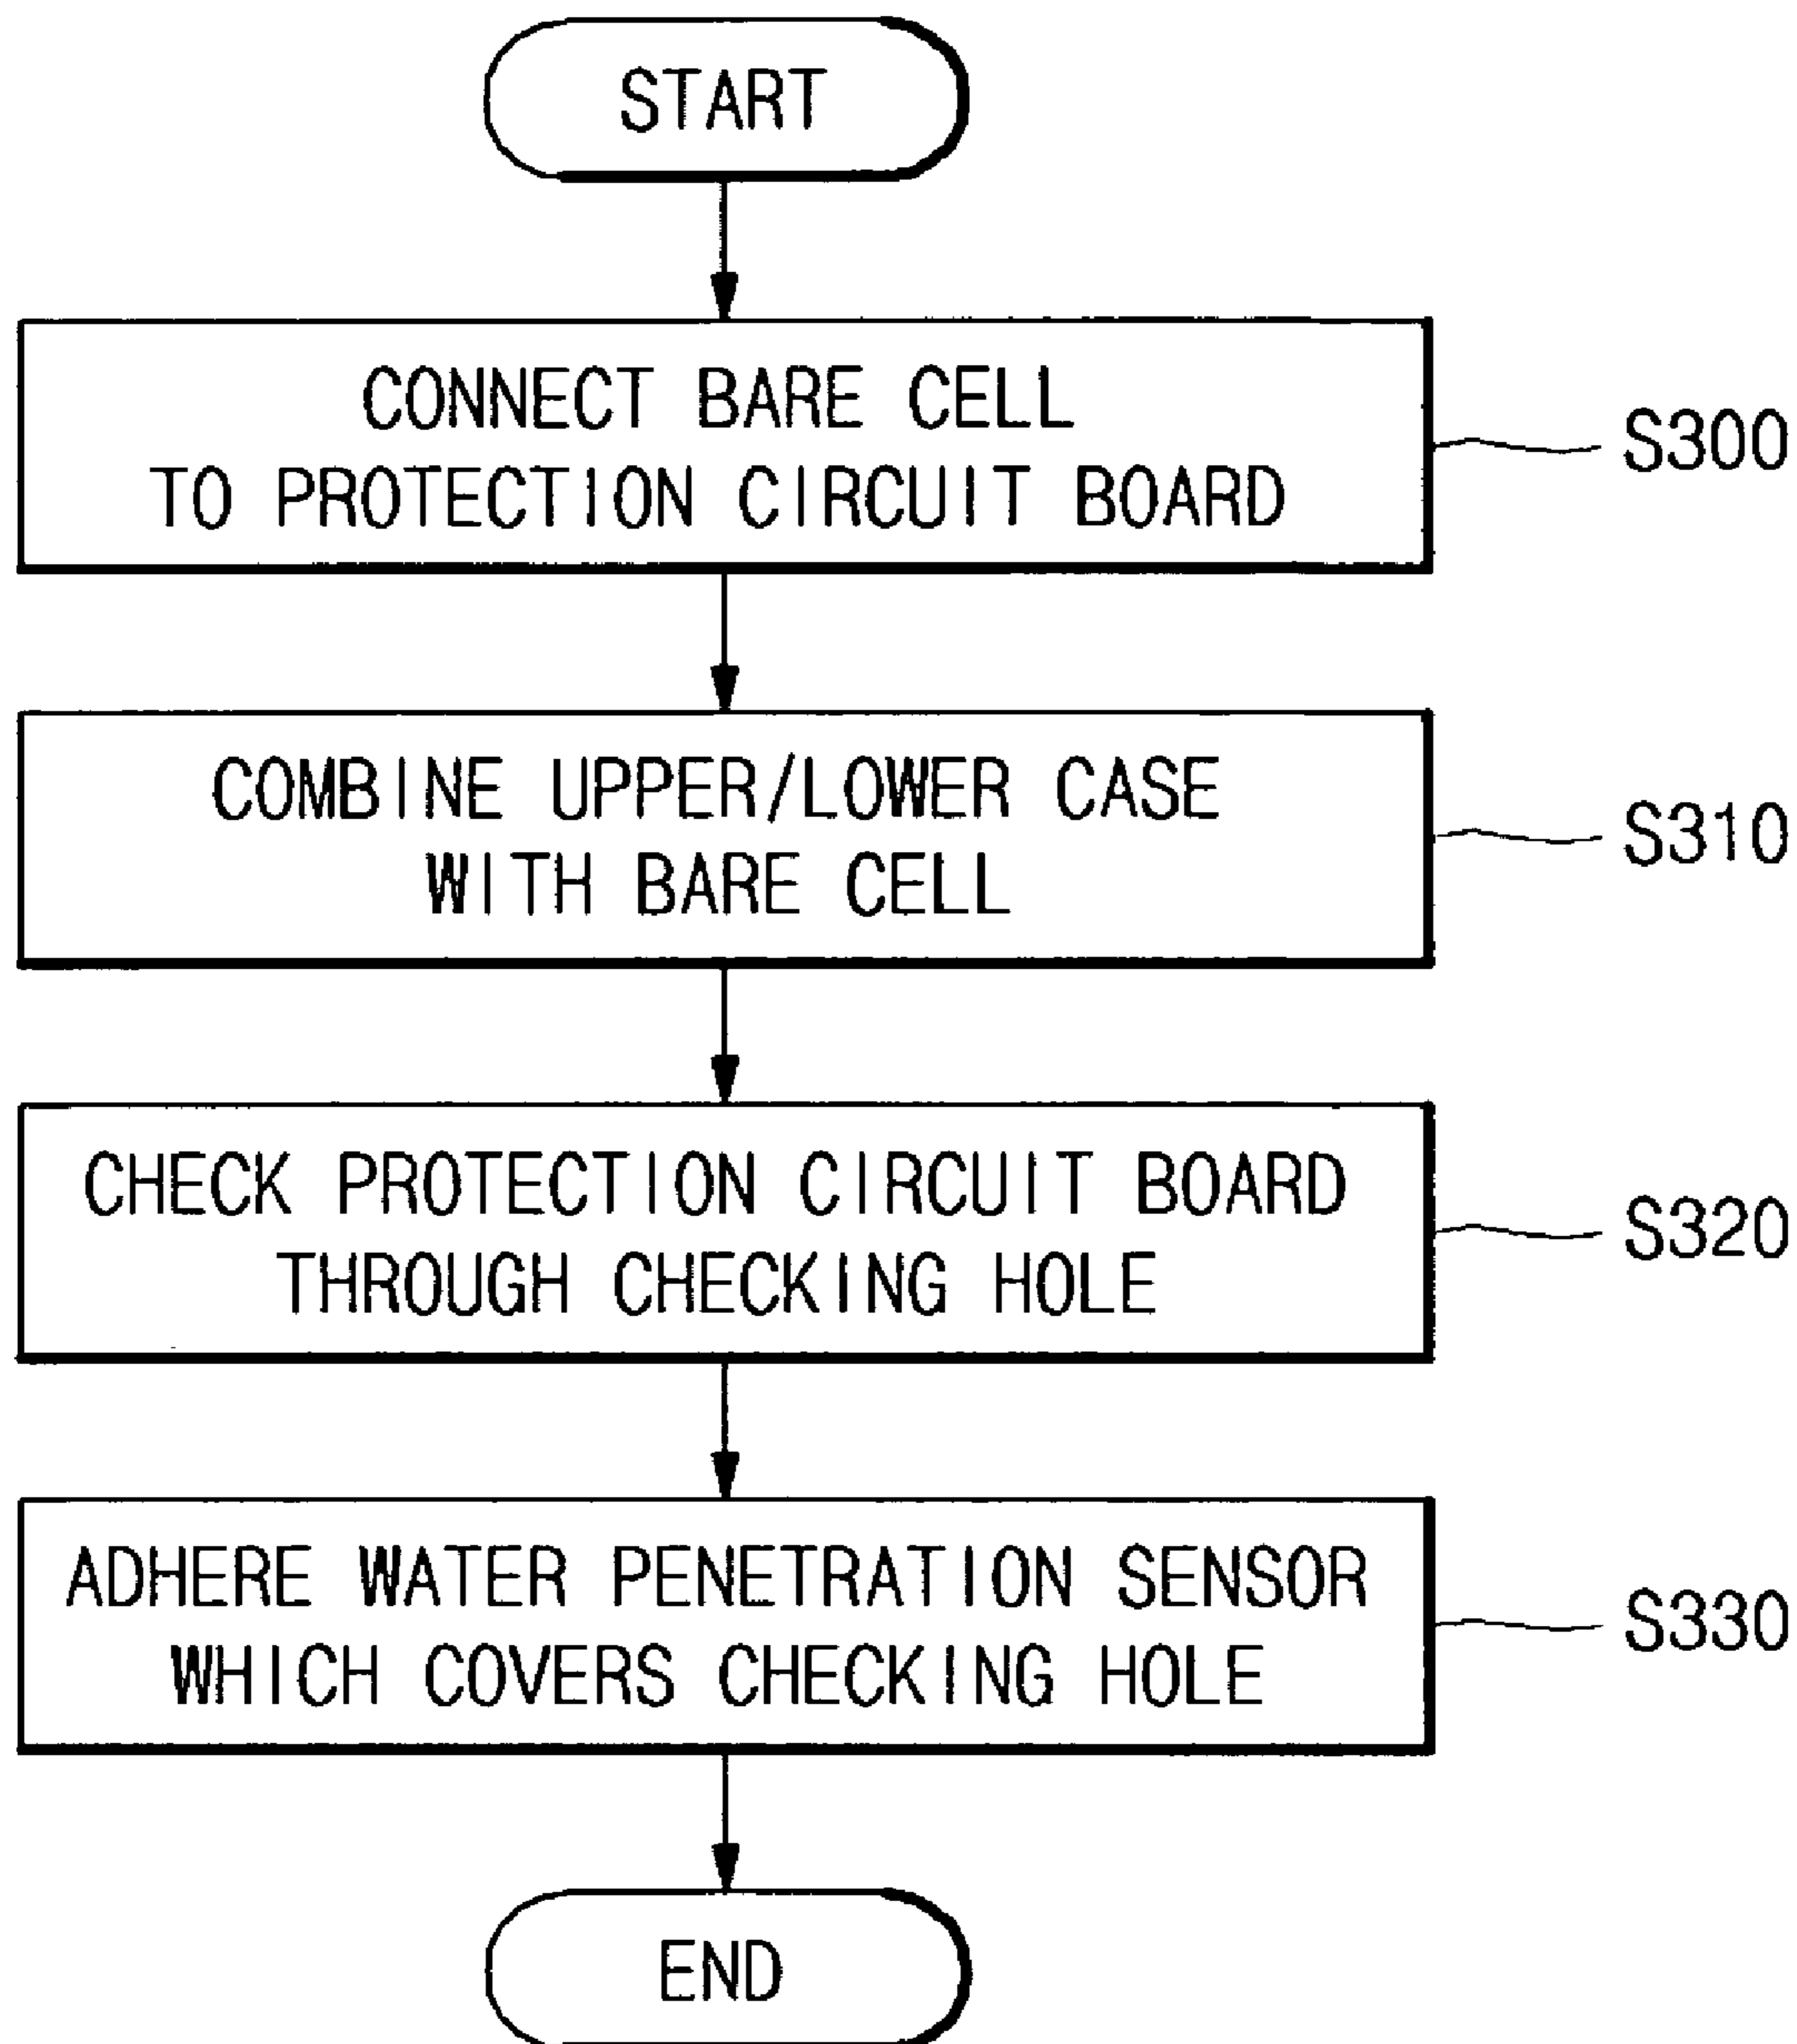 START
CONNECT BARE CELL
TO PROTECTION CIRCUIT BOARD
S300
COMBINE UPPER/LOWER CASE
WITH BARE CELL
S310
CHECK PROTECTION CIRCUIT BOARD
THROUGH CHECKING HOLE
S320
ADHERE WATER PENETRATION SENSOR
WHICH COVERS CHECKING HOLE
S330
END